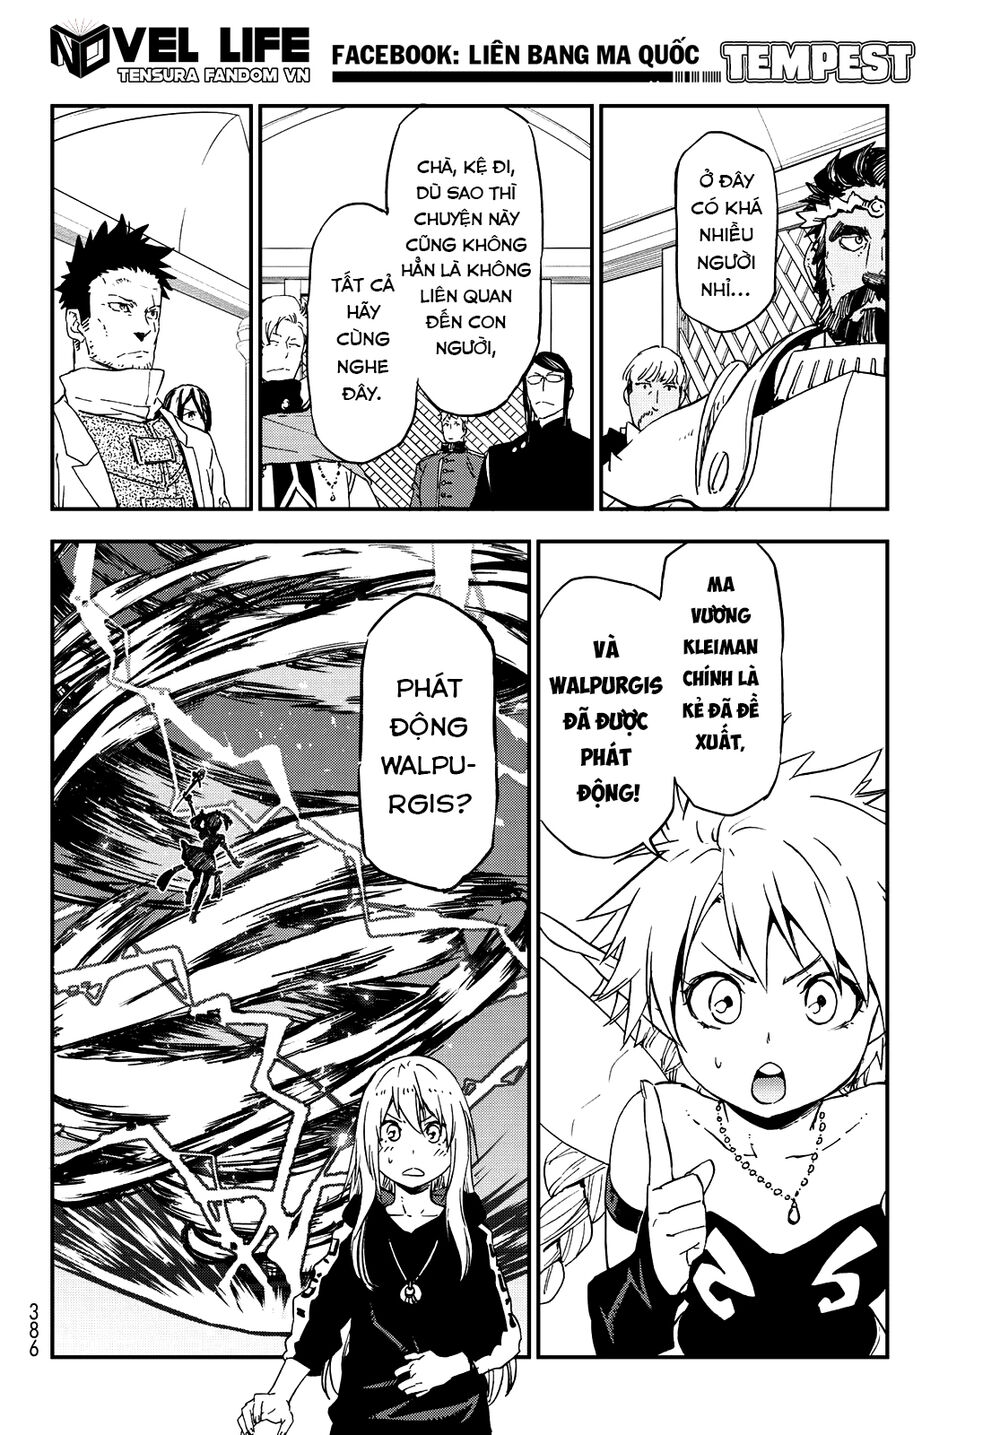 NOVEL LIFE
TENSURA FANDOM VN
FACEBOOK: LIÊN BANG MA QUỐC
TEMPEST
Ở ĐÂY
CÓ KHÁ
NHIỀU
NGƯỜI
NHỈ...
CHÀ, KỆ ĐI,
DÙ SAO THÌ
CHUYỆN NÀY
CŨNG KHÔNG
HẲN LÀ KHÔNG
LIÊN QUAN
ĐẾN CON
NGƯỜI,
TẤT CẢ
HÃY
CÙNG
NGHE
ĐÂY.
MA
VƯƠNG
KLEIMAN
CHÍNH LÀ
KẺ ĐÃ ĐỀ
XUẤT,
VÀ
WALPURGIS
ĐÃ ĐƯỢC
PHÁT
ĐỘNG!
PHÁT
ĐỘNG
WALPU-
RGIS?
386